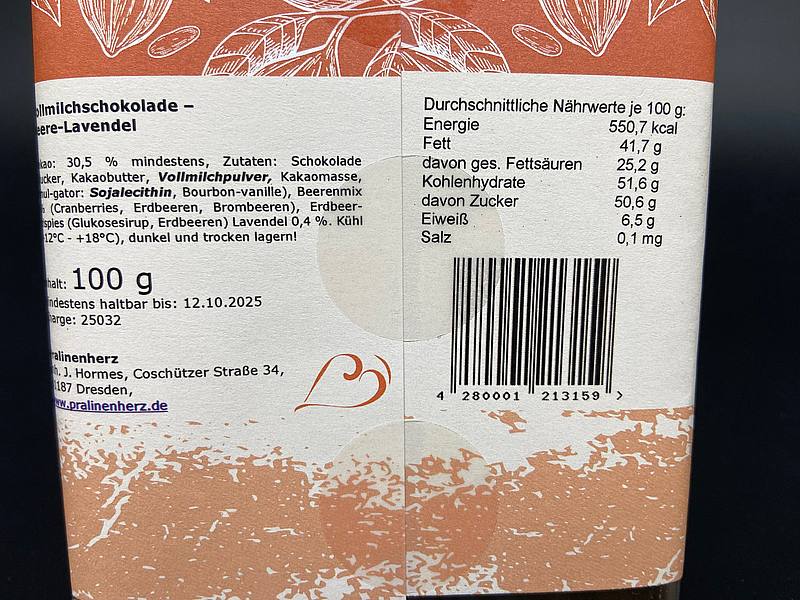 ollmilchschokolade –
eere-Lavendel
kao: 30,5 % mindestens, Zutaten: Schokolade
ucker, Kakaobutter, Vollmilchpulver, Kakaomasse,
mul-gator: Sojalecithin, Bourbon-vanille), Beerenmix
(Cranberries, Erdbeeren, Brombeeren), Erdbeer-
spies (Glukosesirup, Erdbeeren) Lavendel 0,4 %. Kühl
12°C - +18°C), dunkel und trocken lagern!
halt: 100 g
ndestens haltbar bis: 12.10.2025
arge: 25032
ralinenherz
h. J. Hormes, Coschützer Straße 34,
187 Dresden,
w.pralinenherz.de
Durchschnittliche Nährwerte je 100 g:
Energie 550,7 kcal
Fett 41,7 g
davon ges. Fettsäuren 25,2 g
Kohlenhydrate 51,6 g
davon Zucker 50,6 g
Eiweiß 6,5 g
Salz 0,1 mg
4 280001 213159 >